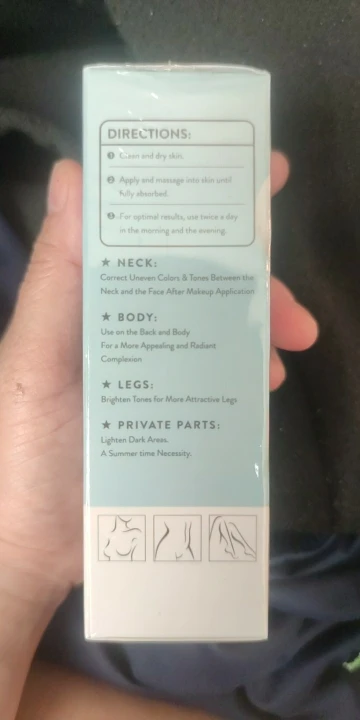 DIRECTIONS:
❶ Clean and dry skin.
❷ Apply and massage into skin until
fully absorbed.
❸ For optimal results, use twice a day
in the morning and the evening.
★ NECK:
Correct Uneven Colors & Tones Between the
Neck and the Face After Makeup Application
★ BODY:
Use on the Back and Body
For a More Appealing and Radiant
Complexion
★ LEGS:
Brighten Tones for More Attractive Legs
★ PRIVATE PARTS:
Lighten Dark Areas.
A Summer time Necessity.